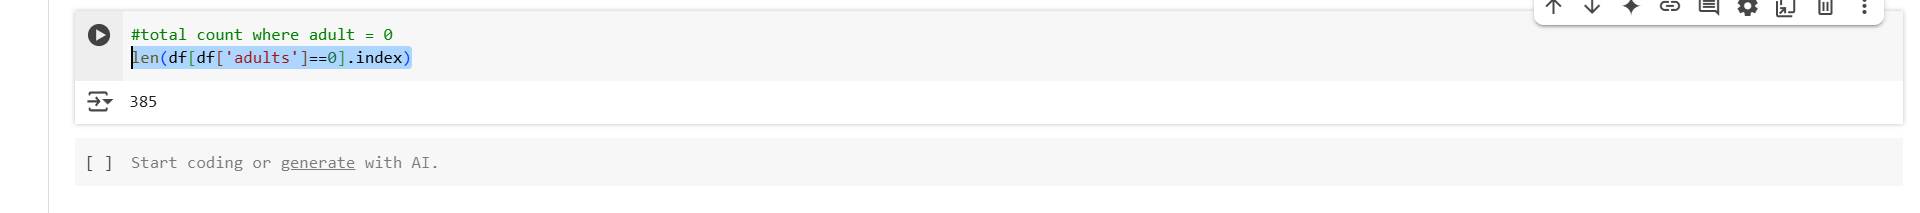 #total count where adult = 0
len(df[df['adults']==0].index)
385
[ ] Start coding or generate with AI.